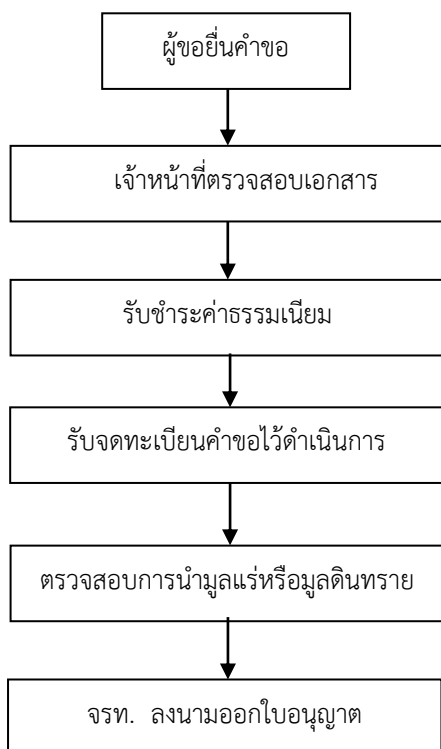 ผู้ขอยื่นคำขอ
เจ้าหน้าที่ตรวจสอบเอกสาร
รับชำระค่าธรรมเนียม
รับจดทะเบียนคำขอไว้ดำเนินการ
ตรวจสอบการนำมูลแร่หรือมูลดินทราย
จรท. ลงนามออกใบอนุญาต